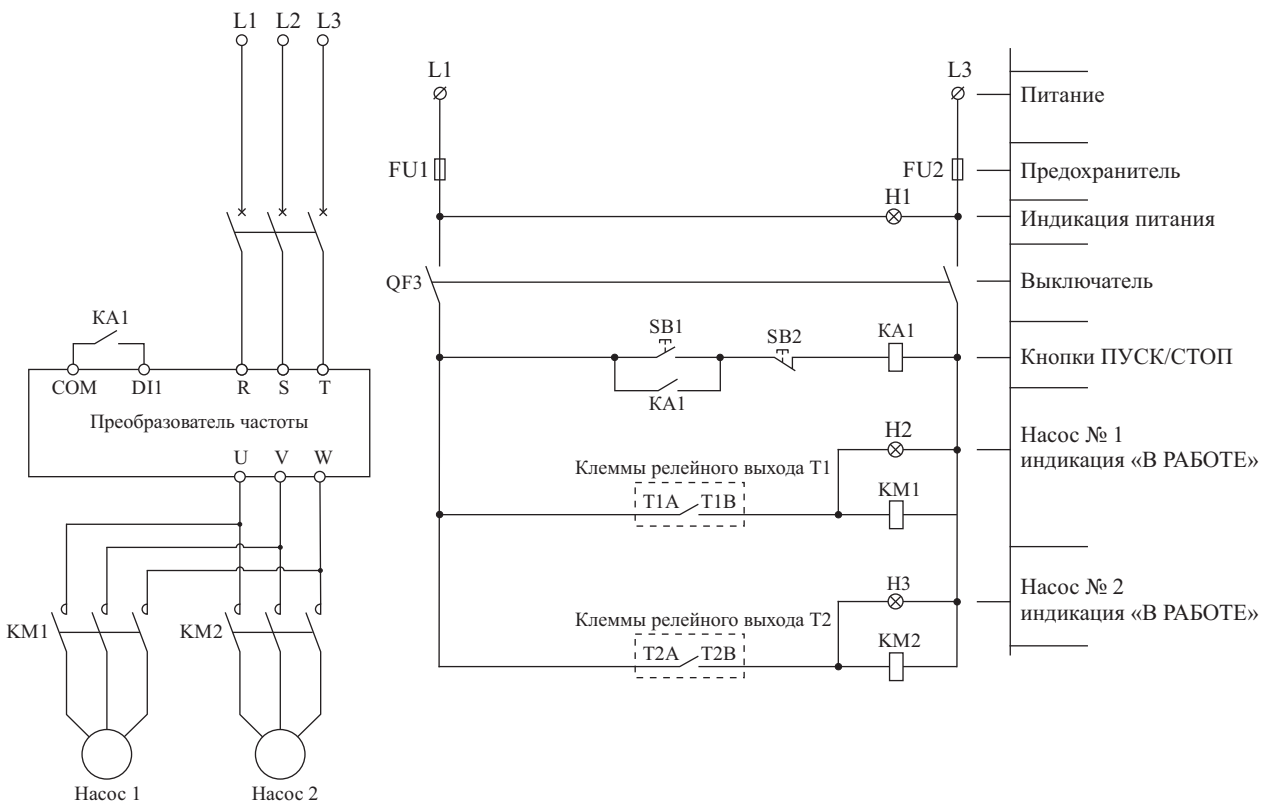 L1 L2 L3
KA1
COM DI1 R S T
Преобразователь частоты
U V W
KM1 KM2
Насос 1 Насос 2
L1 L3
Питание
FU1 FU2
Предохранитель
H1
Индикация питания
QF3
Выключатель
SB1 SB2 KA1
Кнопки ПУСК/СТОП
KA1
H2
Насос № 1
индикация «В РАБОТЕ»
Клеммы релейного выхода T1
KM1
T1A T1B
H3
Насос № 2
индикация «В РАБОТЕ»
Клеммы релейного выхода T2
KM2
T2A T2B